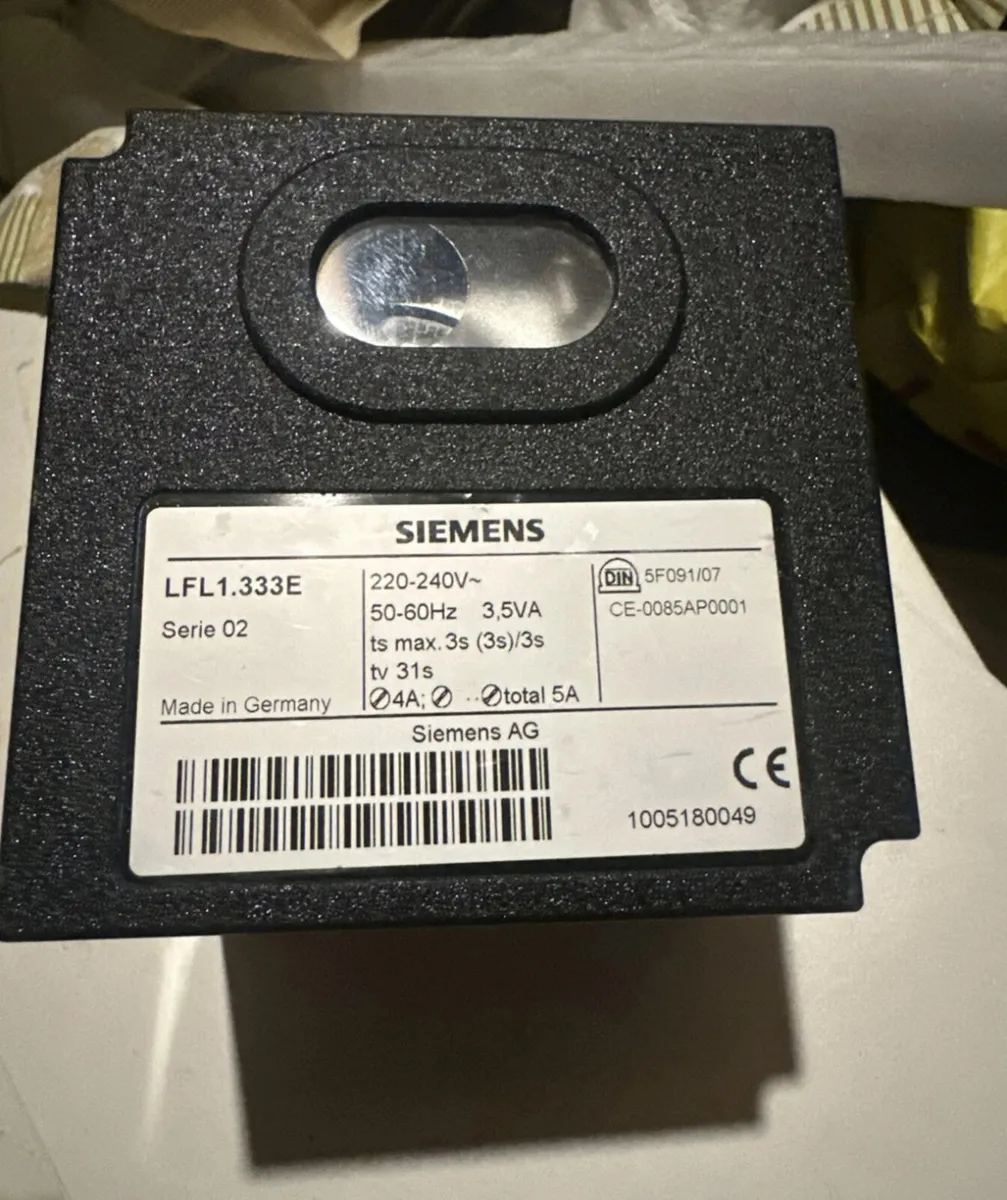 SIEMENS
LFL1.333E
Serie 02
Made in Germany
220-240V~
50-60Hz 3,5VA
ts max. 3s (3s)/3s
tv 31s
⊘4A; ⊘ ··⊘total 5A
DIN 5F091/07
CE-0085AP0001
Siemens AG
CE
1005180049